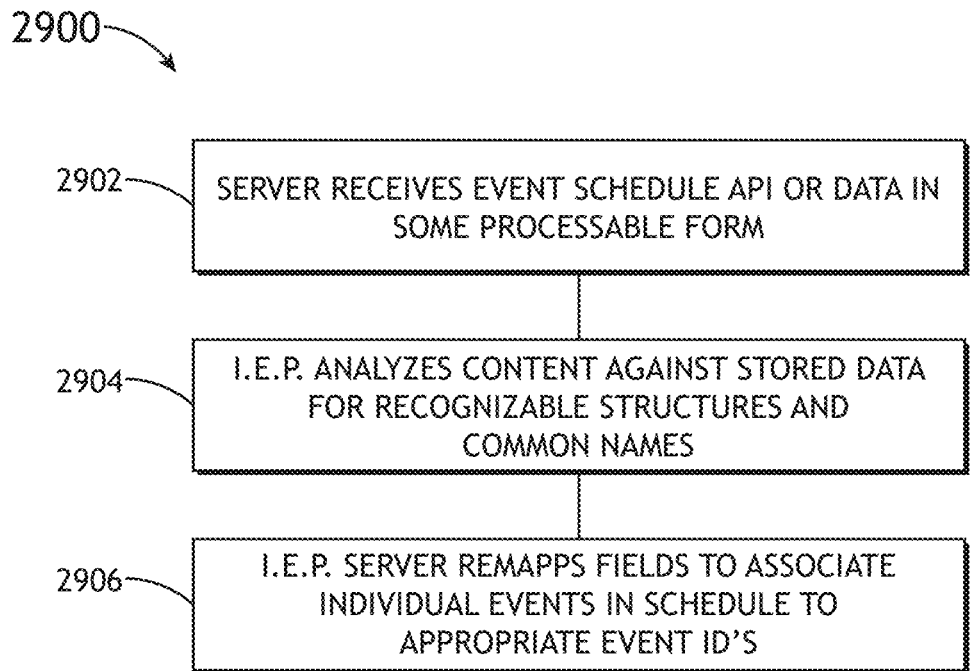 2900
2902
SERVER RECEIVES EVENT SCHEDULE API OR DATA IN
SOME PROCESSABLE FORM
2904
I.E.P. ANALYZES CONTENT AGAINST STORED DATA
FOR RECOGNIZABLE STRUCTURES AND
COMMON NAMES
2906
I.E.P. SERVER REMAPPS FIELDS TO ASSOCIATE
INDIVIDUAL EVENTS IN SCHEDULE TO
APPROPRIATE EVENT ID'S